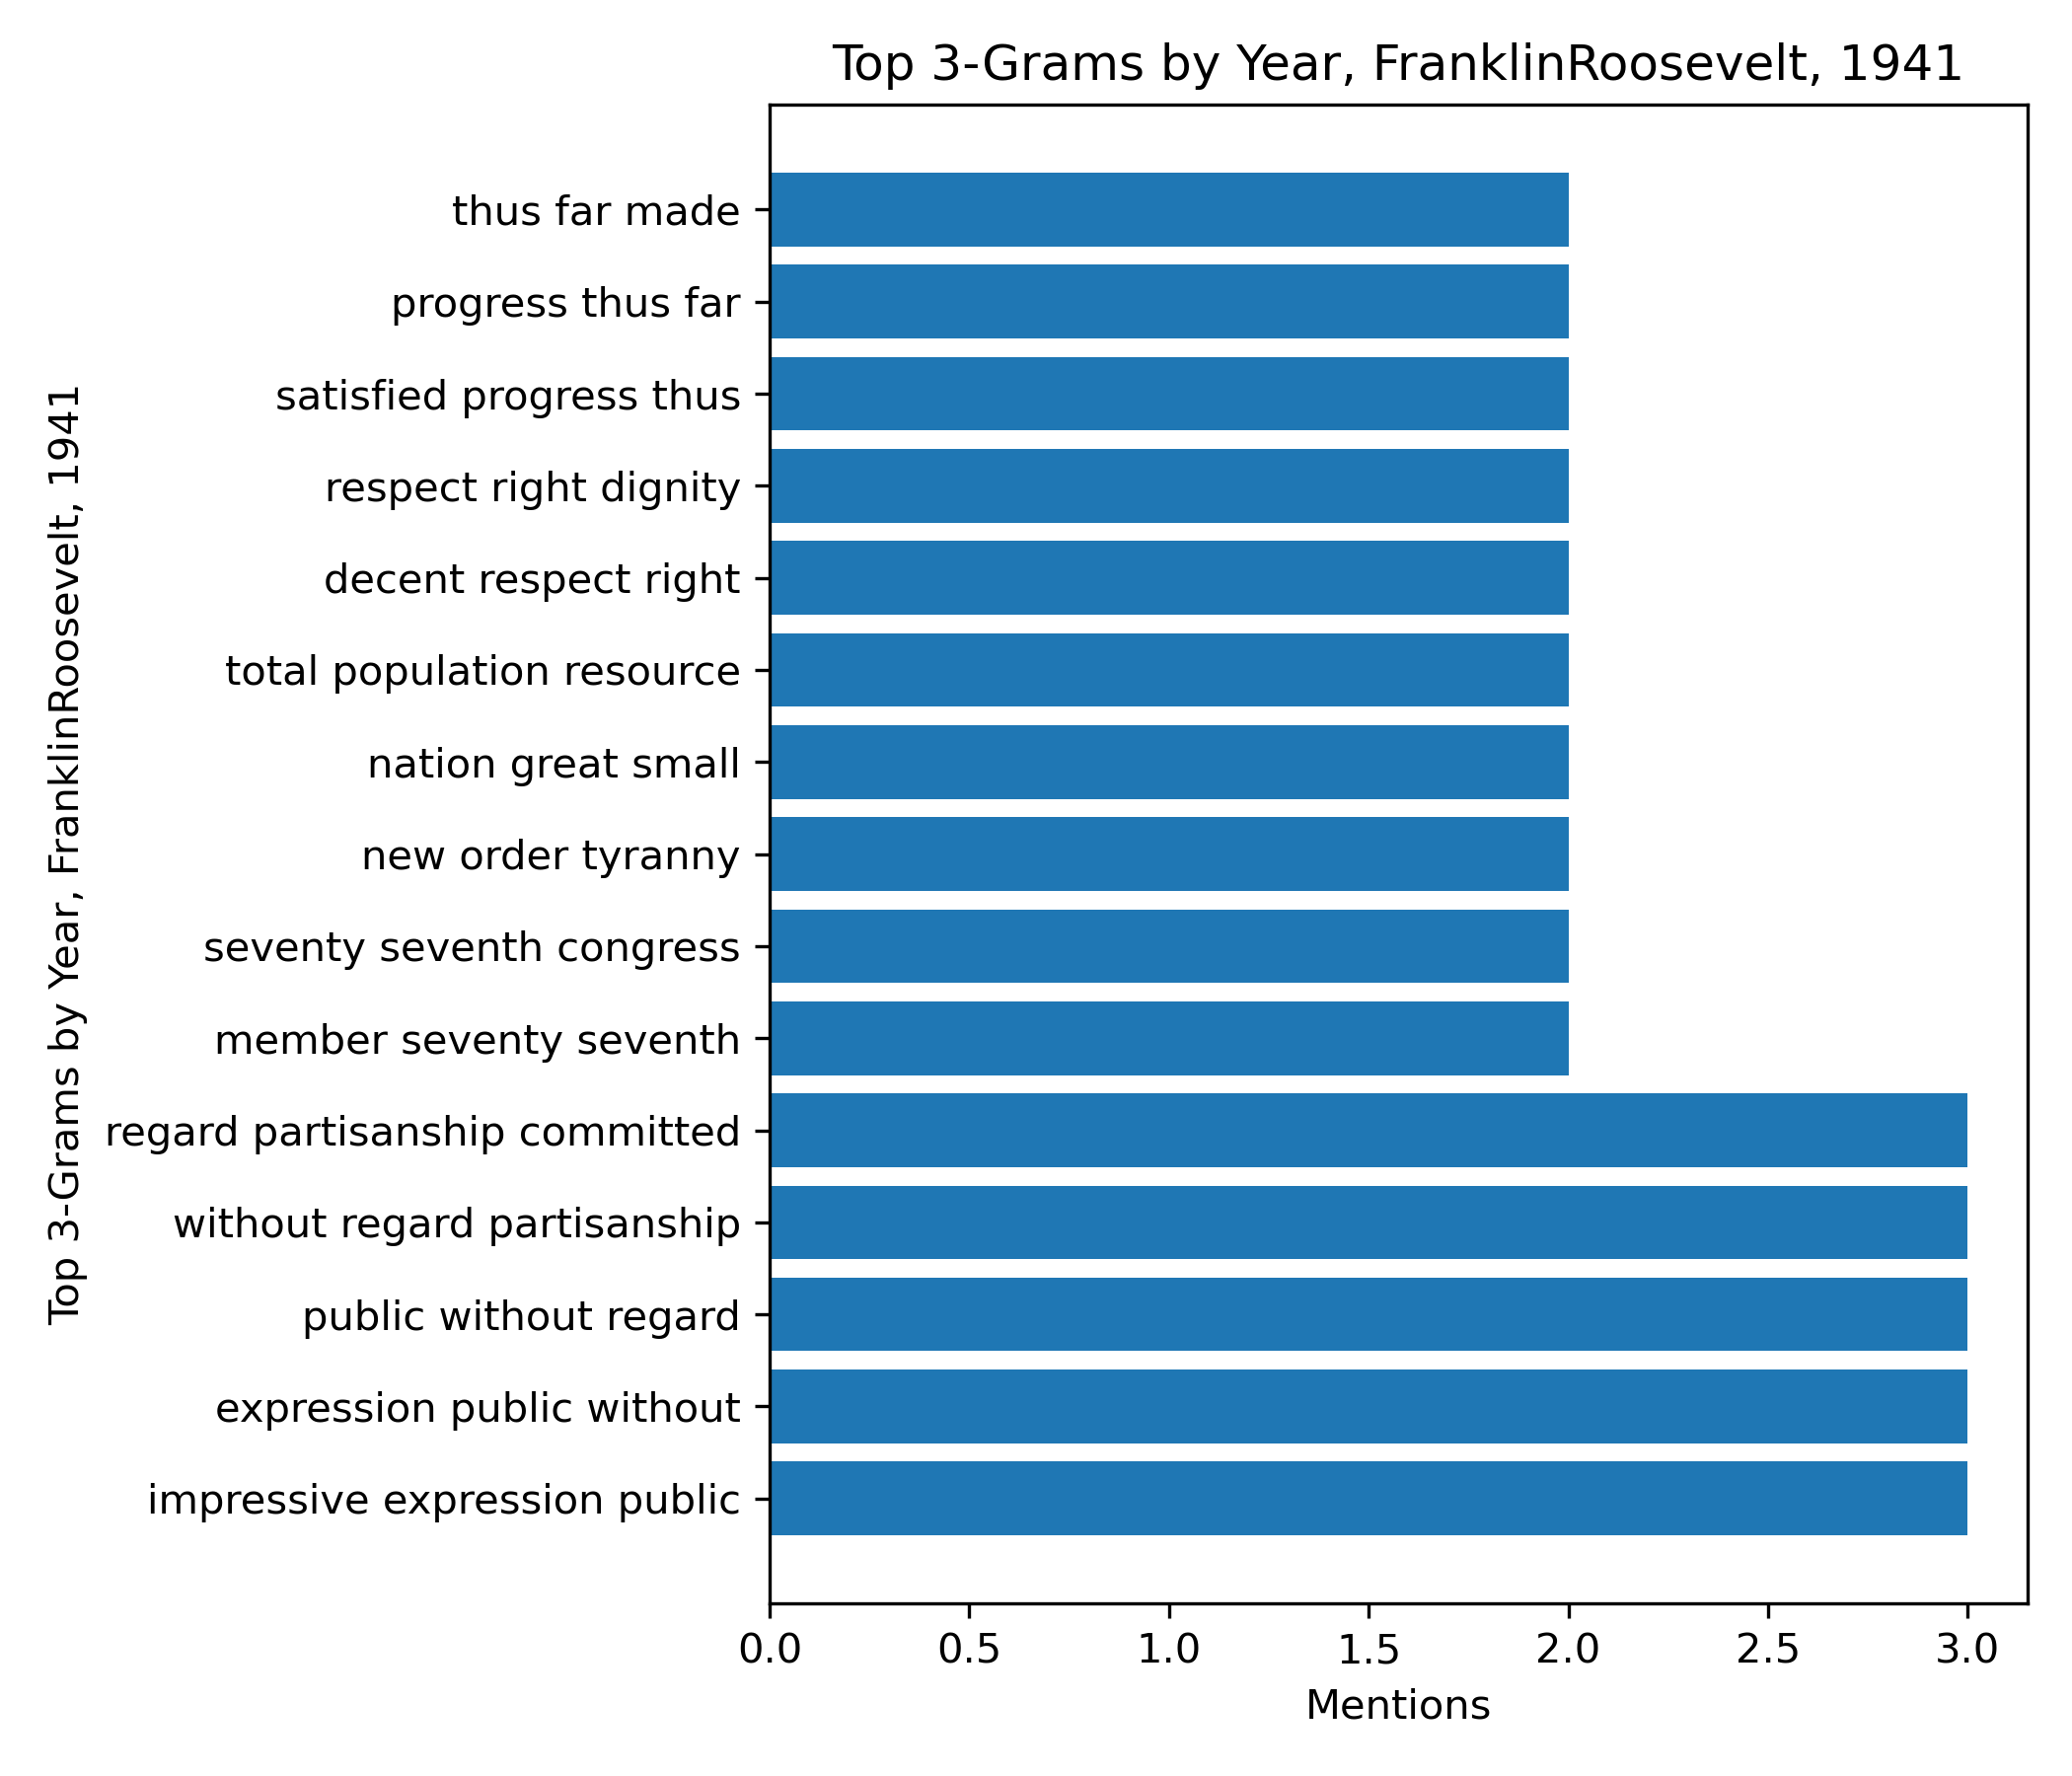 Top 3-Grams by Year, FranklinRoosevelt, 1941
Top 3-Grams by Year, FranklinRoosevelt, 1941
thus far made
progress thus far
satisfied progress thus
respect right dignity
decent respect right
total population resource
nation great small
new order tyranny
seventy seventh congress
member seventy seventh
regard partisanship committed
without regard partisanship
public without regard
expression public without
impressive expression public
0.0 0.5 1.0 1.5 2.0 2.5 3.0
Mentions